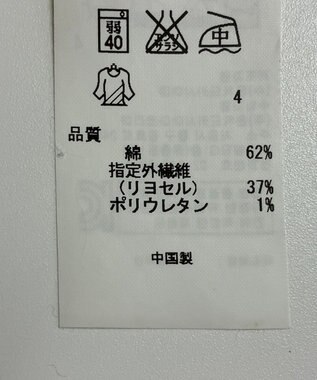 弱
40
エンソ
サラシ
中
4
品質
綿 62%
指定外繊維
（リヨセル） 37%
ポリウレタン 1%
中国製